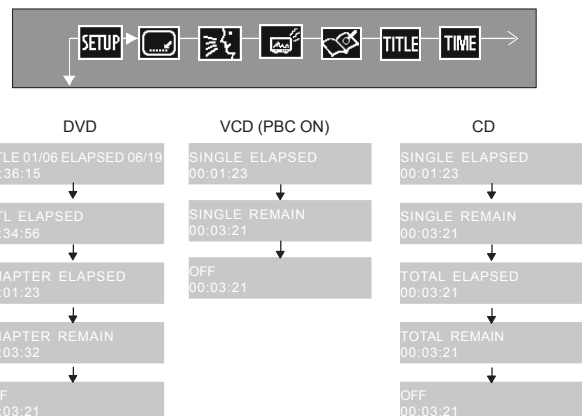 SETUP TITLE TIME
DVD
TLE 01/06 ELAPSED 06/19
:36:15
TL ELAPSED
:34:56
APTER ELAPSED
:01:23
APTER REMAIN
:03:32
F
:03:21
VCD (PBC ON)
SINGLE ELAPSED
00:01:23
SINGLE REMAIN
00:03:21
OFF
00:03:21
CD
SINGLE ELAPSED
00:01:23
SINGLE REMAIN
00:03:21
TOTAL ELAPSED
00:03:21
TOTAL REMAIN
00:03:21
OFF
00:03:21